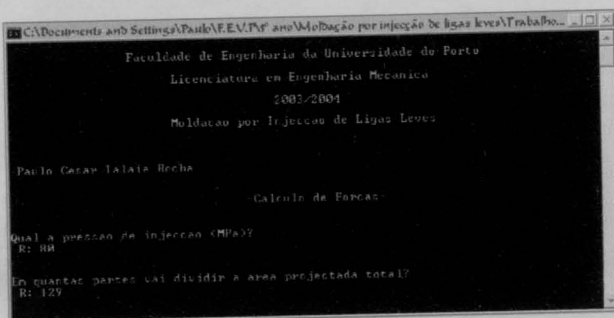 C:\Documents and Settings\Paulo\F.E.V.P\5º ano\Moldação por injecção de ligas leves\Trabalho...
Faculdade de Engenharia da Universidade do Porto
Licenciatura em Engenharia Mecanica
2003/2004
Moldacao por Injeccao de Ligas Leves
Paulo Cesar Rocha
-Calculo de Forcas-
Qual a pressao de injeccao (MPa)?
R: 80
Em quantas partes vai dividir a area projectada total?
R: 129